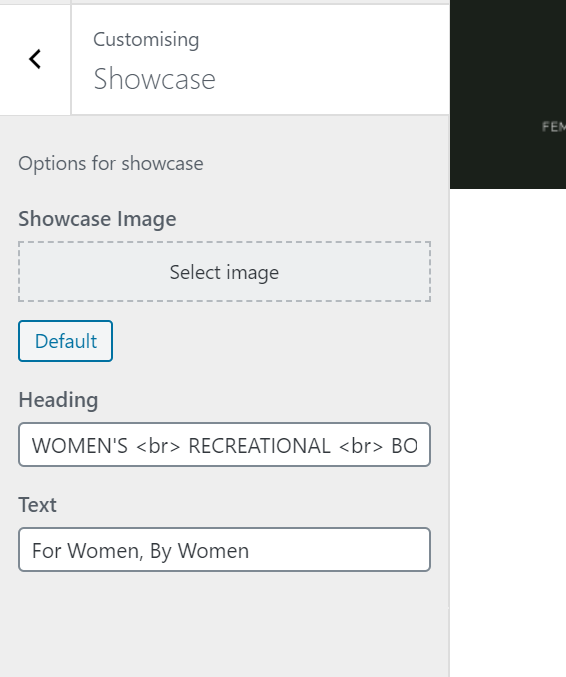 Customising
Showcase
FEM
Options for showcase
Showcase Image
Select image
Default
Heading
WOMEN'S <br> RECREATIONAL <br> BO
Text
For Women, By Women